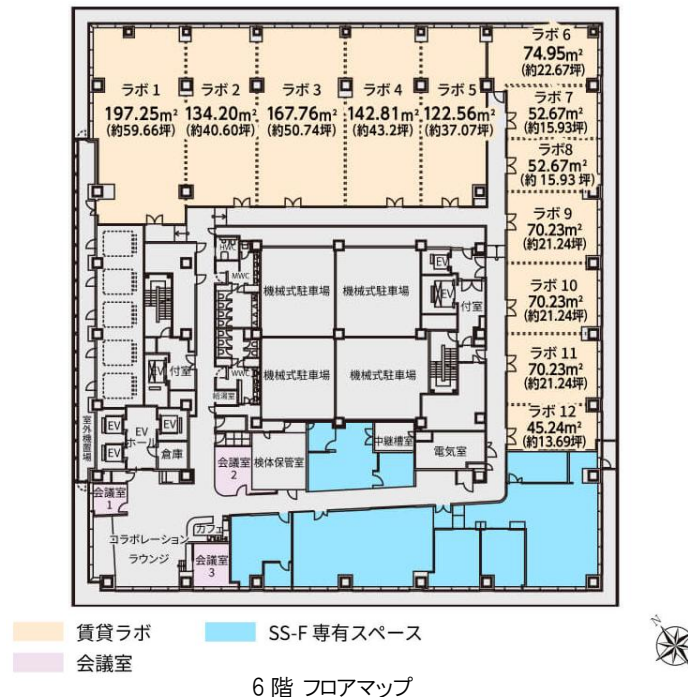 ラボ 1
197.25m²
(約59.66坪)
ラボ 2
134.20m²
(約40.60坪)
ラボ 3
167.76m²
(約50.74坪)
ラボ 4
142.81m²
(約43.2坪)
ラボ 5
122.56m²
(約37.07坪)
ラボ 6
74.95m²
(約22.67坪)
ラボ 7
52.67m²
(約15.93坪)
ラボ8
52.67m²
(約 15.93 坪)
ラボ 9
70.23m²
(約21.24坪)
ラボ 10
70.23m²
(約21.24坪)
ラボ 11
70.23m²
(約21.24坪)
ラボ 12
45.24m²
(約13.69坪)
HWC
MWC
WWC
給湯室
機械式駐車場
機械式駐車場
機械式駐車場
機械式駐車場
EV
EV
付室
EV
付室
EV
EV
EV
ホール
EV
倉庫
室外機置場
会議室
2
検体保管室
中継槽室
電気室
会議室
1
コラボレーション
ラウンジ
カフェ
会議室
3
賃貸ラボ
SS-F 専有スペース
会議室
N
6 階 フロアマップ